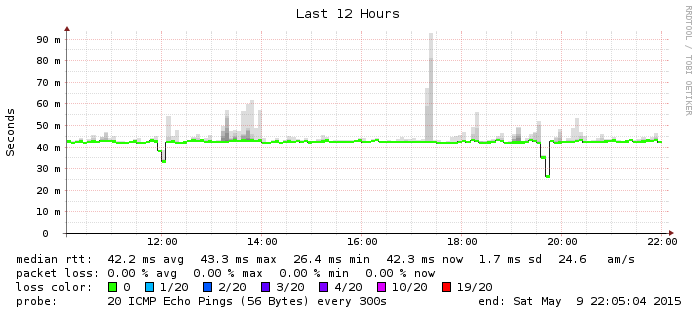 Last 12 Hours
RRDTOOL / TOBI OETIKER
Seconds
90 m
80 m
70 m
60 m
50 m
40 m
30 m
20 m
10 m
0
12:00 14:00 16:00 18:00 20:00 22:00
median rtt: 42.2 ms avg 43.3 ms max 26.4 ms min 42.3 ms now 1.7 ms sd 24.6 am/s
packet loss: 0.00 % avg 0.00 % max 0.00 % min 0.00 % now
loss color: 0 1/20 2/20 3/20 4/20 10/20 19/20
probe: 20 ICMP Echo Pings (56 Bytes) every 300s end: Sat May 9 22:05:04 2015